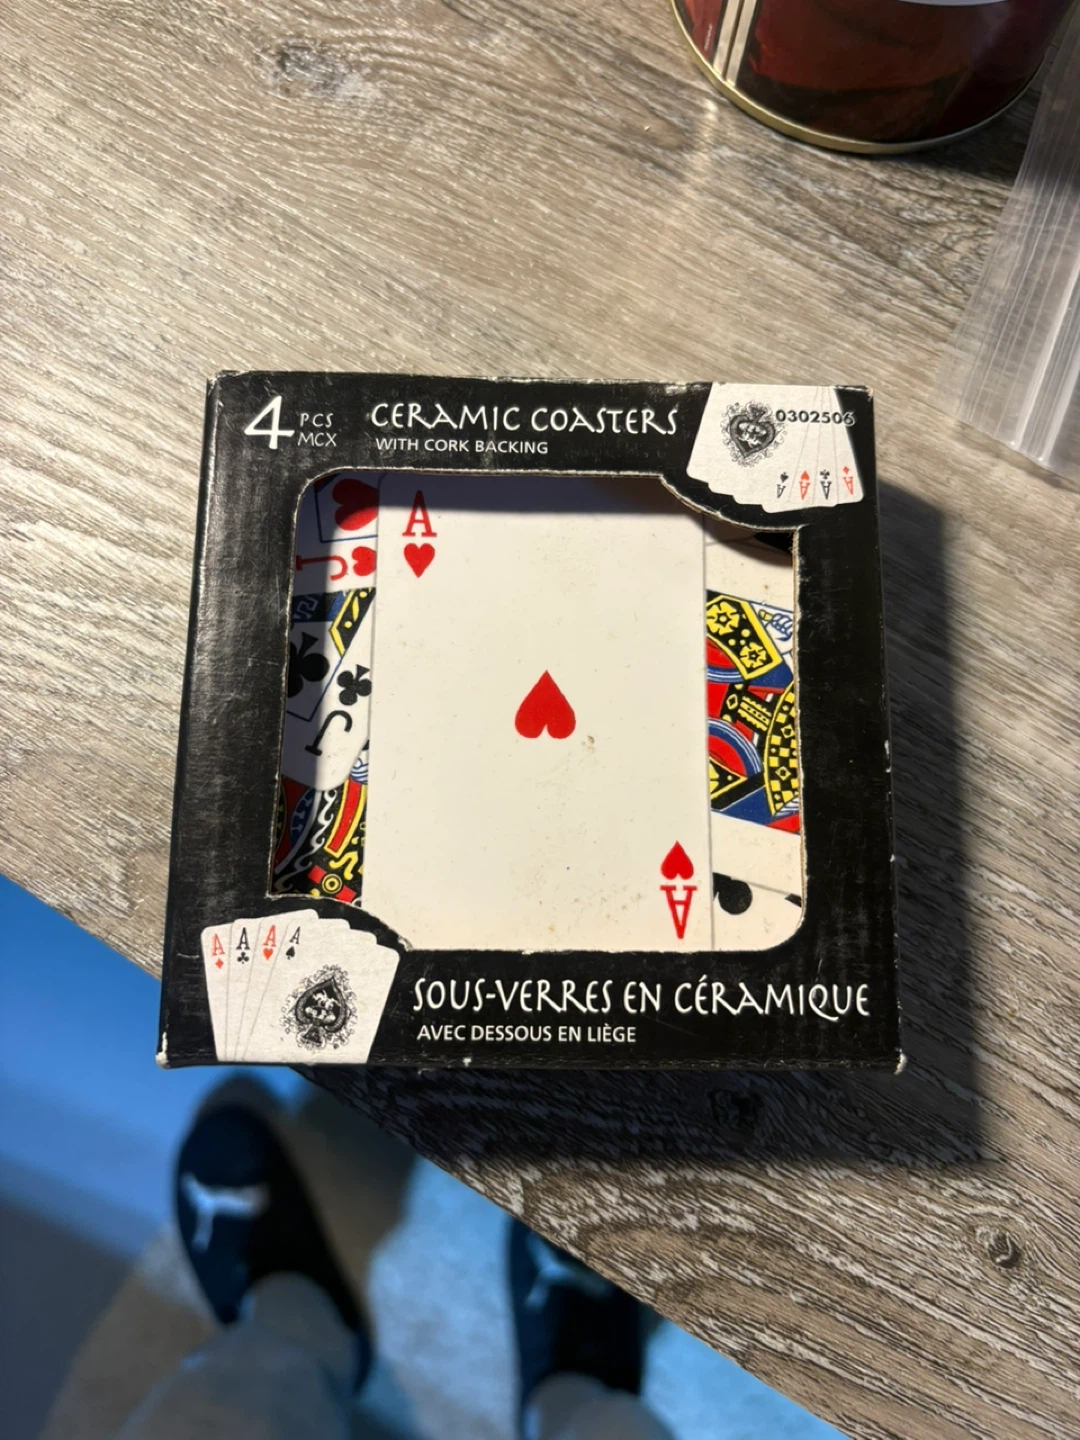 4 PCS
MCX
CERAMIC COASTERS
WITH CORK BACKING
0302506
A A A A
A
J
J
A
A A A A
SOUS-VERRES EN CÉRAMIQUE
AVEC DESSOUS EN LIÈGE